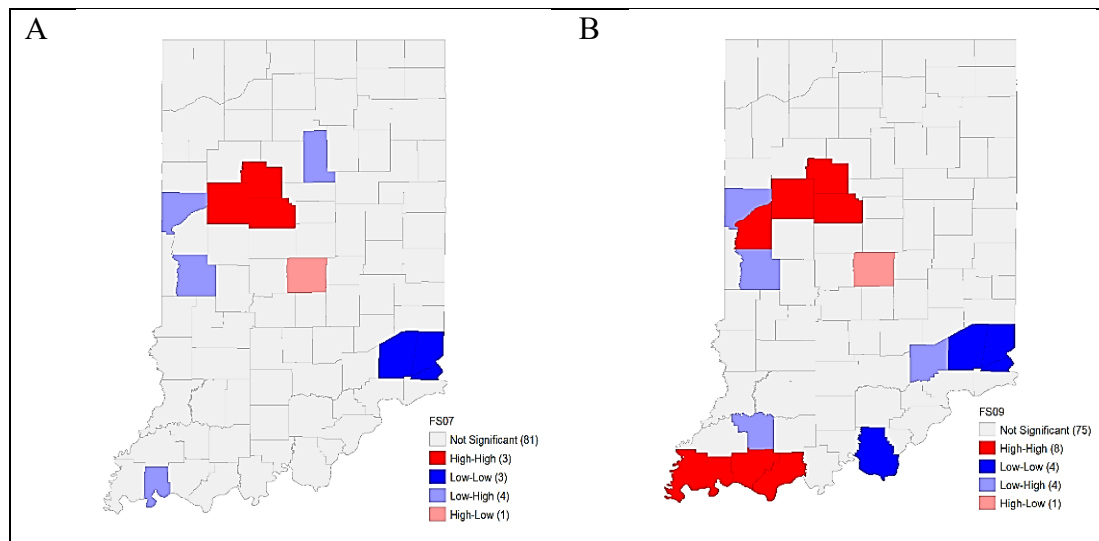 A
B
FS07
Not Significant (81)
High-High (3)
Low-Low (3)
Low-High (4)
High-Low (1)
FS09
Not Significant (75)
High-High (8)
Low-Low (4)
Low-High (4)
High-Low (1)